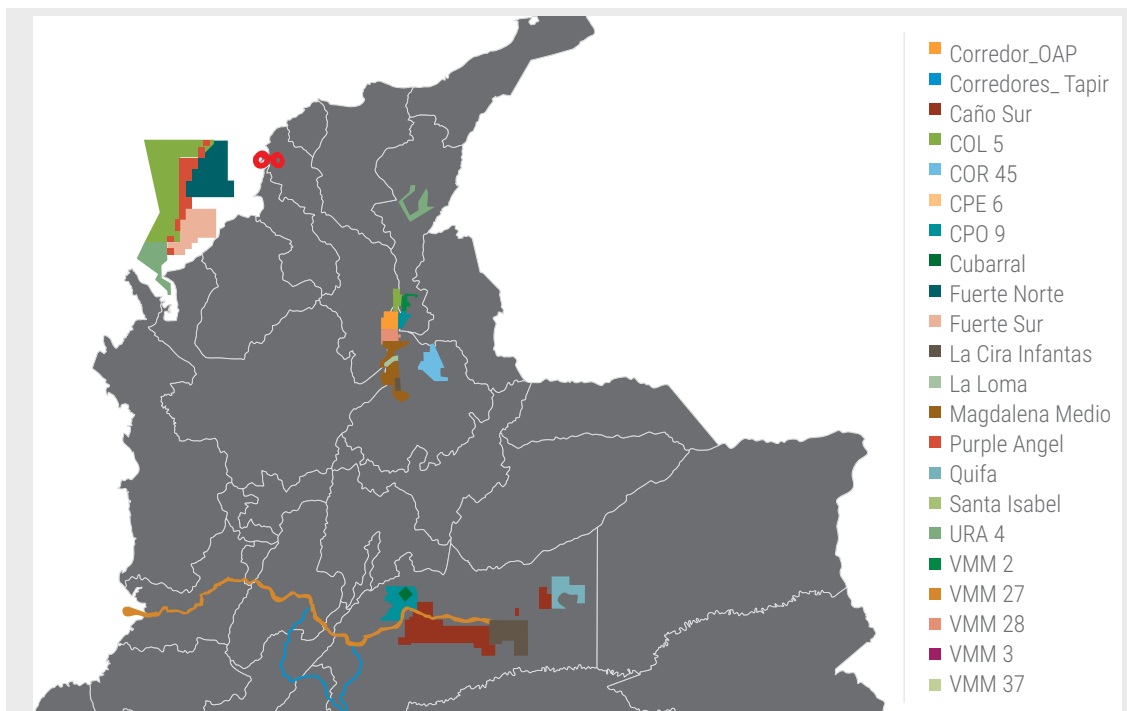 Corredor_OAP
Corredores_ Tapir
Caño Sur
COL 5
COR 45
CPE 6
CPO 9
Cubarral
Fuerte Norte
Fuerte Sur
La Cira Infantas
La Loma
Magdalena Medio
Purple Angel
Quifa
Santa Isabel
URA 4
VMM 2
VMM 27
VMM 28
VMM 3
VMM 37